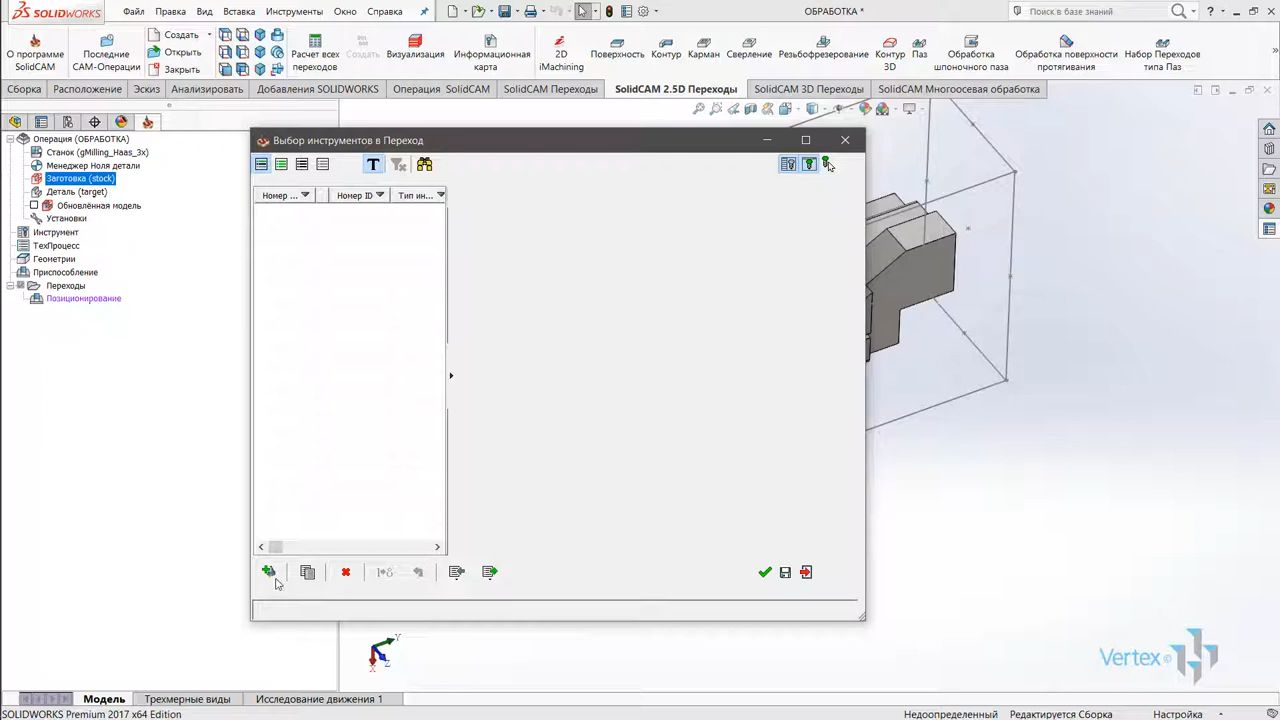 SOLIDWORKS Файл Правка Вид Вставка Инструменты Окно Справка ОБРАБОТКА * Поиск в базе знаний
О программе SolidCAM
Последние CAM-Операции
Создать
Открыть
Закрыть
Расчет всех переходов
Создать
Визуализация
Информационная карта
2D iMachining
Поверхность
Контур
Карман
Сверление
Резьбофрезерование
Контур 3D
Паз
Обработка шпоночного паза
Обработка поверхности протягивания
Набор Переходов типа Паз
Сборка Расположение Эскиз Анализировать Добавления SOLIDWORKS Операция SolidCAM SolidCAM Переходы SolidCAM 2.5D Переходы SolidCAM 3D Переходы SolidCAM Многоосевая обработка
Операция (ОБРАБОТКА)
Станок (gMilling_Haas_3x)
Менеджер Ноля детали
Заготовка (stock)
Деталь (target)
Обновлённая модель
Установки
Инструмент
ТехПроцесс
Геометрии
Приспособление
Переходы
Позиционирование
Выбор инструментов в Переход
T
Номер ... Номер ID Тип ин...
Y
X
Z
Vertex©
Модель Трехмерные виды Исследование движения 1
SOLIDWORKS Premium 2017 x64 Edition Недоопределенный Редактируется Сборка Настройка